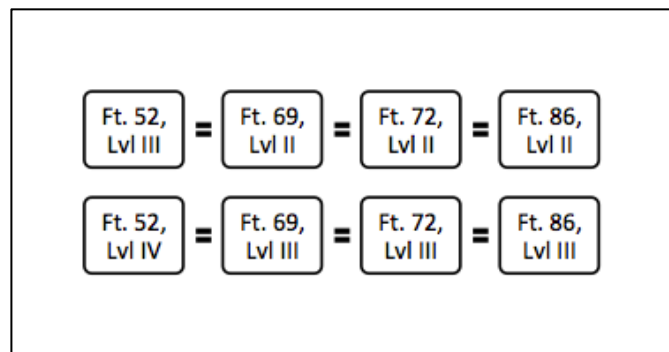 Ft. 52, = Ft. 69, = Ft. 72, = Ft. 86,
Lvl III Lvl II Lvl II Lvl II
Ft. 52, = Ft. 69, = Ft. 72, = Ft. 86,
Lvl IV Lvl III Lvl III Lvl III